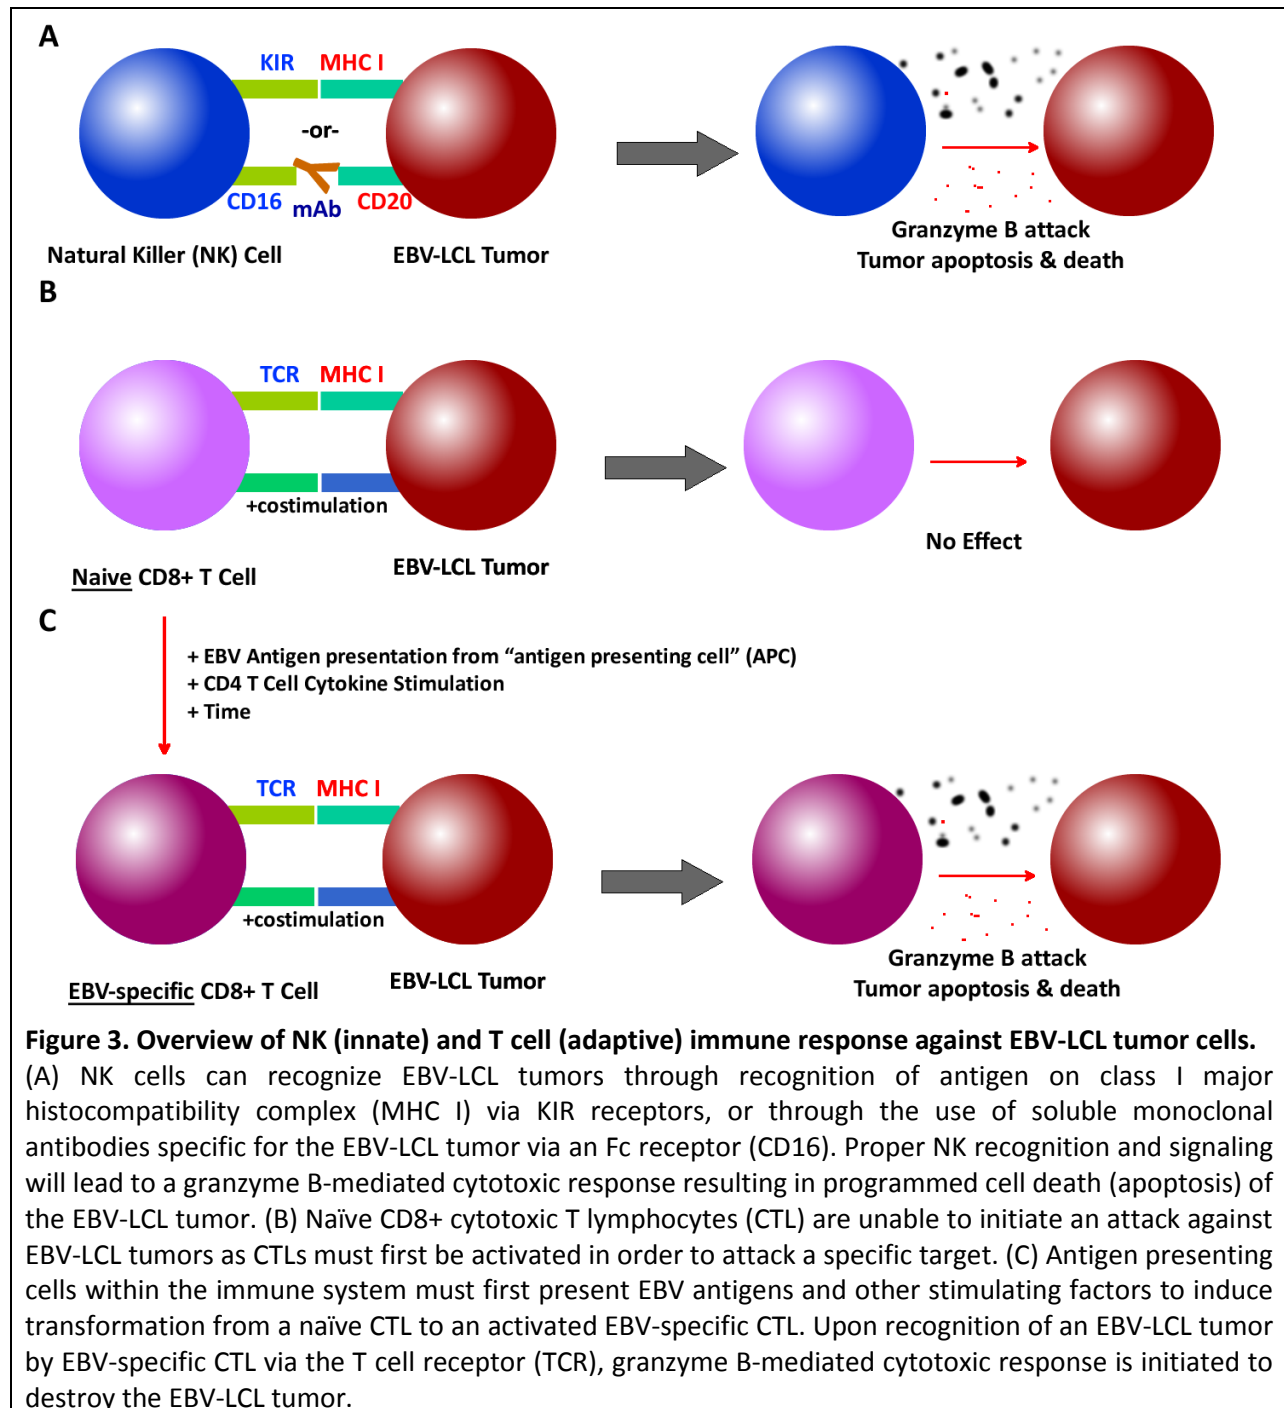 A
KIR MHC I
-or-
CD16 mAb CD20
Natural Killer (NK) Cell EBV-LCL Tumor
Granzyme B attack
Tumor apoptosis & death
B
TCR MHC I
+costimulation
Naive CD8+ T Cell EBV-LCL Tumor
No Effect
C
+ EBV Antigen presentation from “antigen presenting cell” (APC)
+ CD4 T Cell Cytokine Stimulation
+ Time
TCR MHC I
+costimulation
EBV-specific CD8+ T Cell EBV-LCL Tumor
Granzyme B attack
Tumor apoptosis & death
Figure 3. Overview of NK (innate) and T cell (adaptive) immune response against EBV-LCL tumor cells.
(A) NK cells can recognize EBV-LCL tumors through recognition of antigen on class I major
histocompatibility complex (MHC I) via KIR receptors, or through the use of soluble monoclonal
antibodies specific for the EBV-LCL tumor via an Fc receptor (CD16). Proper NK recognition and signaling
will lead to a granzyme B-mediated cytotoxic response resulting in programmed cell death (apoptosis) of
the EBV-LCL tumor. (B) Naïve CD8+ cytotoxic T lymphocytes (CTL) are unable to initiate an attack against
EBV-LCL tumors as CTLs must first be activated in order to attack a specific target. (C) Antigen presenting
cells within the immune system must first present EBV antigens and other stimulating factors to induce
transformation from a naïve CTL to an activated EBV-specific CTL. Upon recognition of an EBV-LCL tumor
by EBV-specific CTL via the T cell receptor (TCR), granzyme B-mediated cytotoxic response is initiated to
destroy the EBV-LCL tumor.